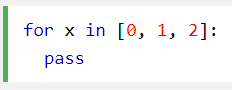 for x in [0, 1, 2]:
  pass